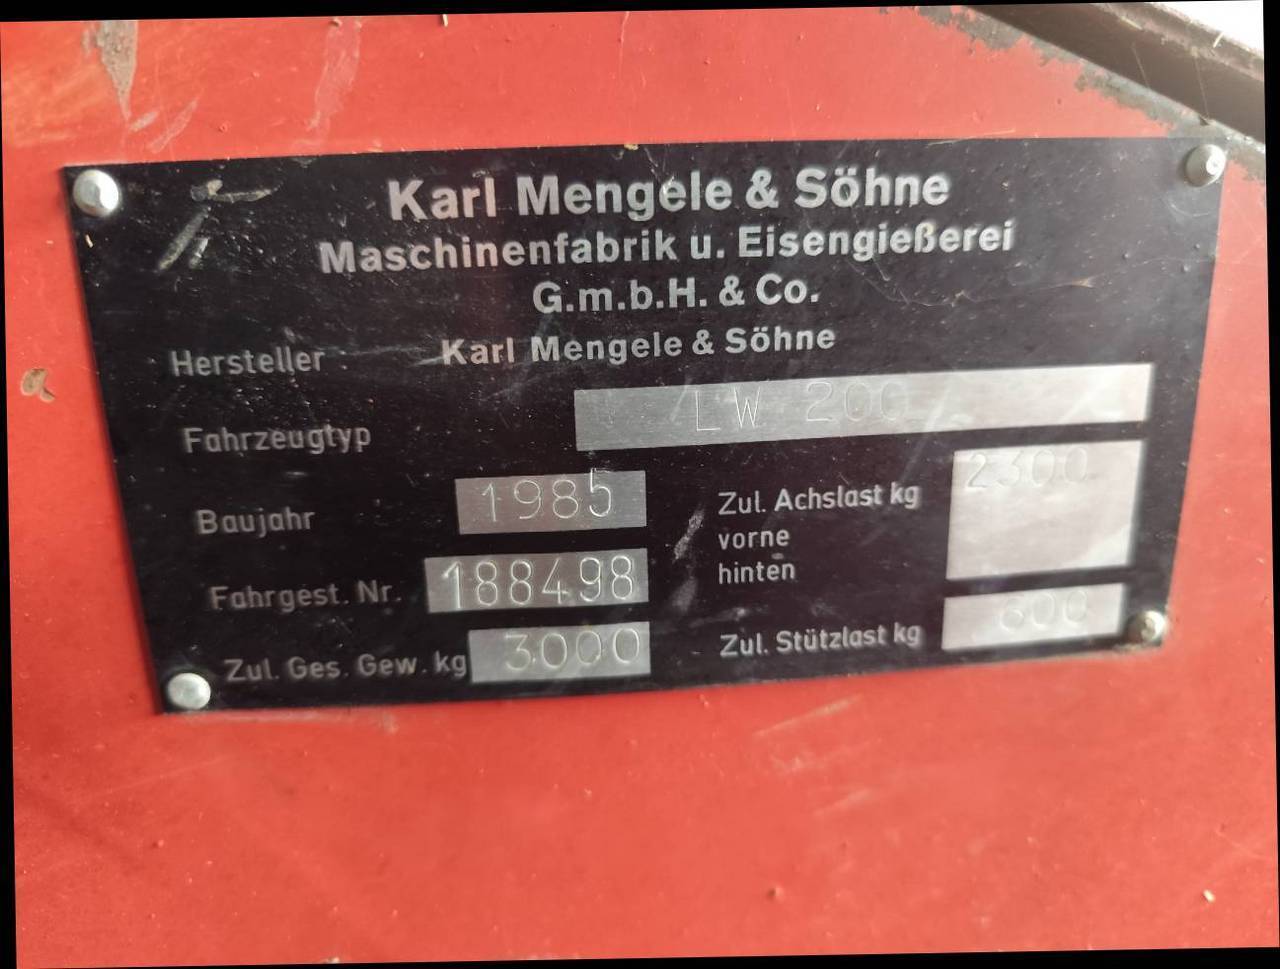 Karl Mengele & Söhne
Maschinenfabrik u. Eisengießerei
G.m.b.H. & Co.
Hersteller Karl Mengele & Söhne
Fahrzeugtyp LW 200
Baujahr 1985
Fahrgest. Nr. 188498
Zul. Ges. Gew. kg 3000
Zul. Achslast kg 2300
vorne
hinten
Zul. Stützlast kg